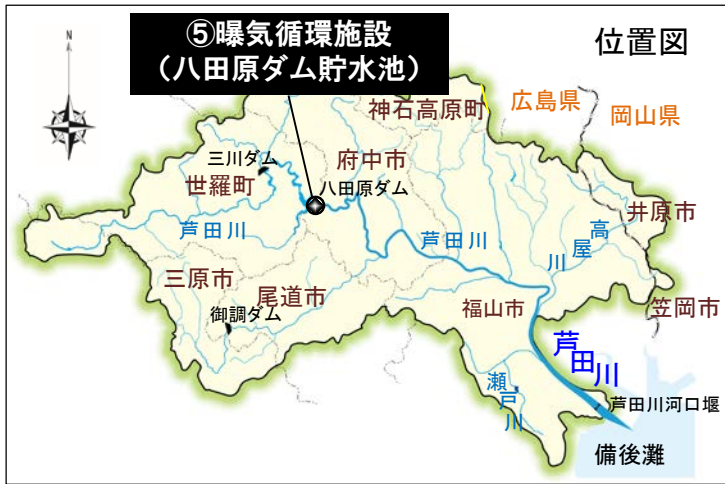 ⑤曝気循環施設
（八田原ダム貯水池）
位置図
N
神石高原町
広島県
岡山県
三川ダム
府中市
世羅町
八田原ダム
井原市
芦田川
芦田川
高屋川
三原市
尾道市
御調ダム
福山市
笠岡市
芦田川
瀬戸川
芦田川河口堰
備後灘